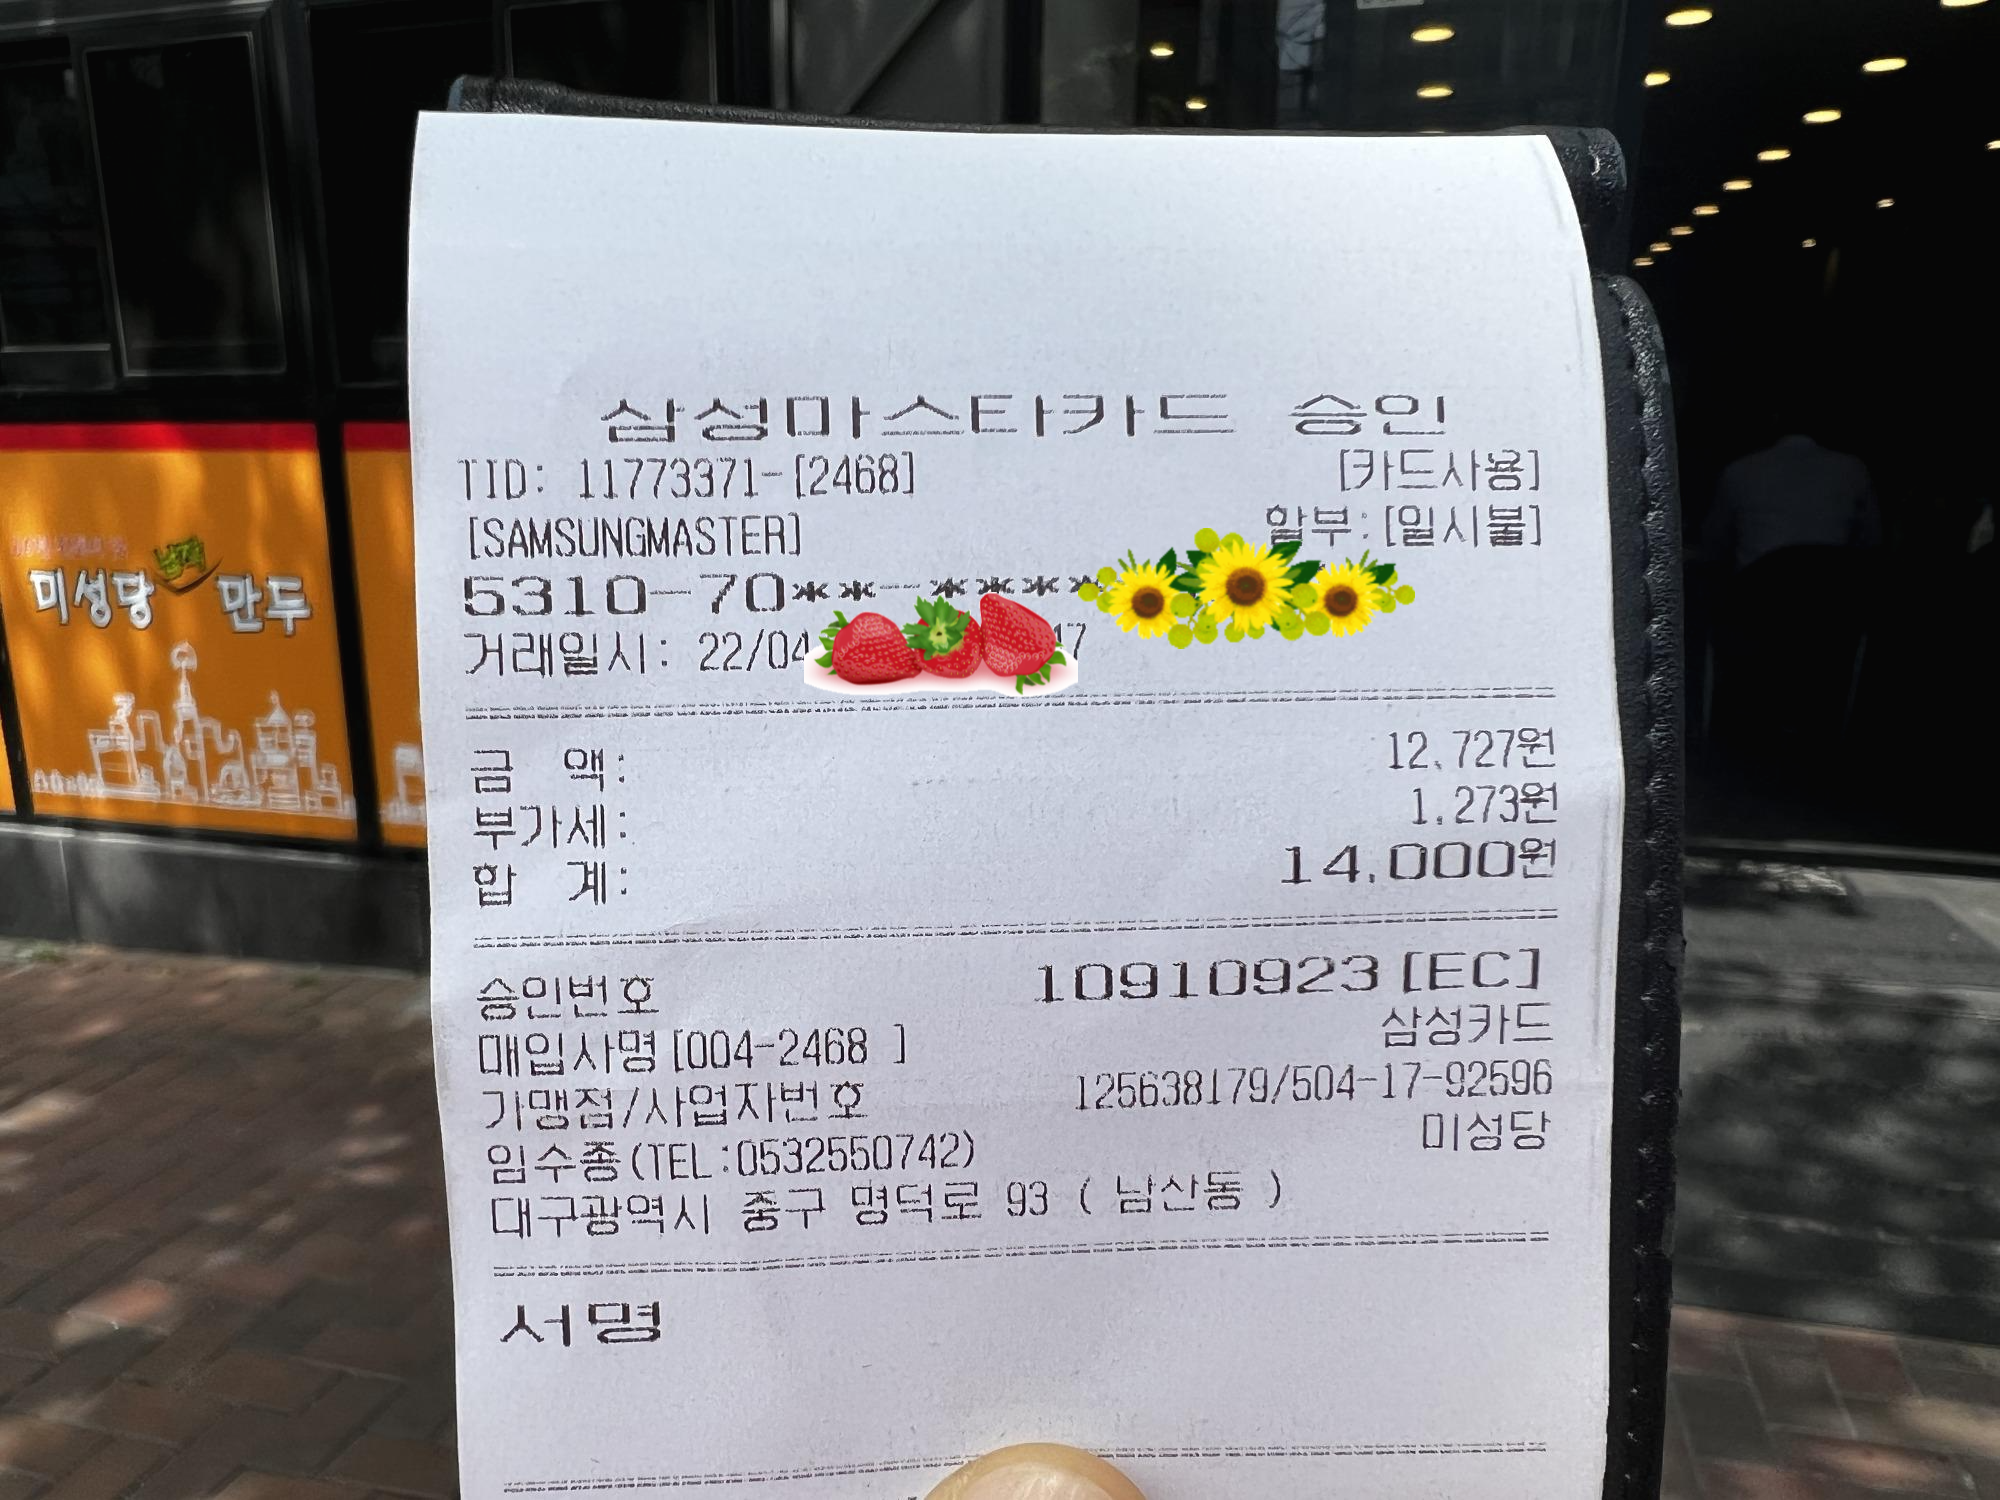 삼성마스타카드 승인
TID: 11773371-[2468] [카드사용]
[SAMSUNGMASTER] 할부:[일시불]
5310-70**-****
거래일시: 22/04 17
금 액: 12,727원
부가세: 1,273원
합 계: 14,000원
승인번호 10910923[EC]
매입사명[004-2468 ] 삼성카드
가맹점/사업자번호 125638179/504-17-92596
임수종(TEL:0532550742) 미성당
대구광역시 중구 명덕로 93 ( 남산동 )
서명
미성당 납작 만두